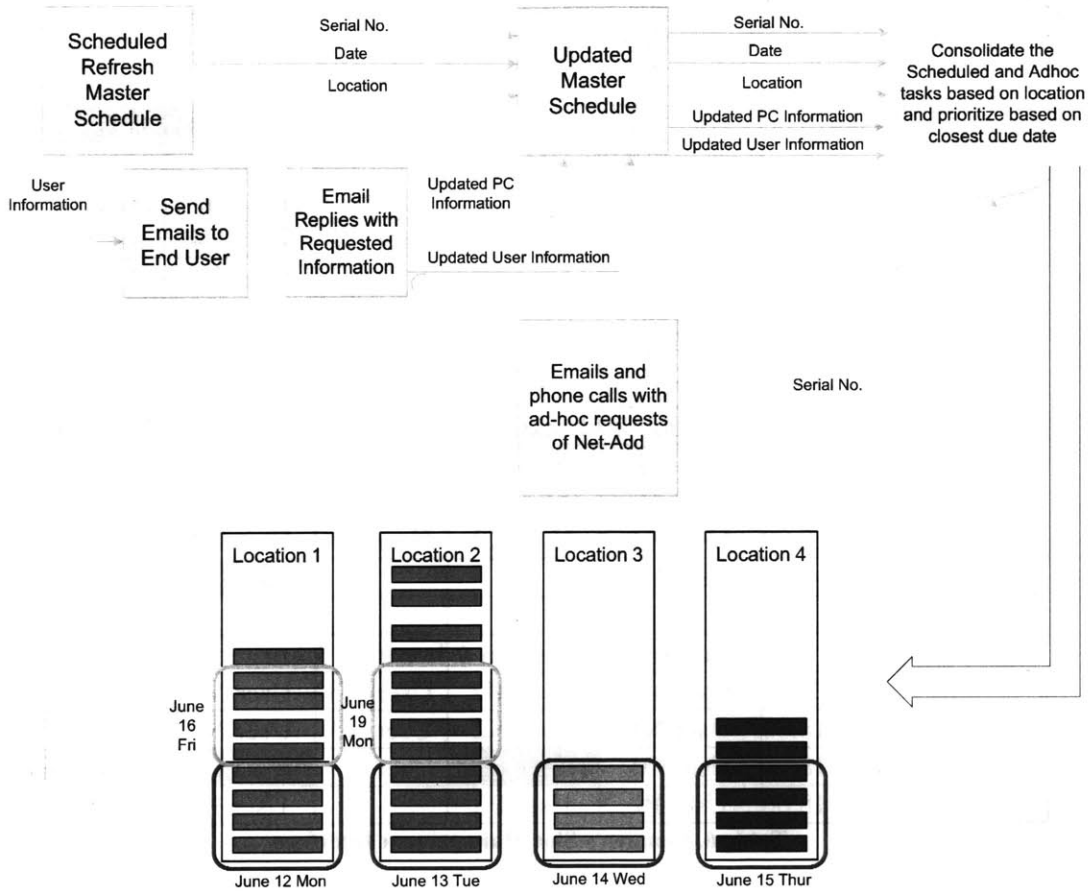 Scheduled
Refresh
Master
Schedule
Serial No.
Date
Location
Updated
Master
Schedule
Serial No.
Date
Location
Updated PC Information
Updated User Information
Consolidate the
Scheduled and Adhoc
tasks based on location
and prioritize based on
closest due date
User
Information
Send
Emails to
End User
Email
Replies with
Requested
Information
Updated PC
Information
Updated User Information
Emails and
phone calls with
ad-hoc requests
of Net-Add
Serial No.
Location 1
Location 2
Location 3
Location 4
June
16
Fri
June
19
Mon
June 12 Mon
June 13 Tue
June 14 Wed
June 15 Thur